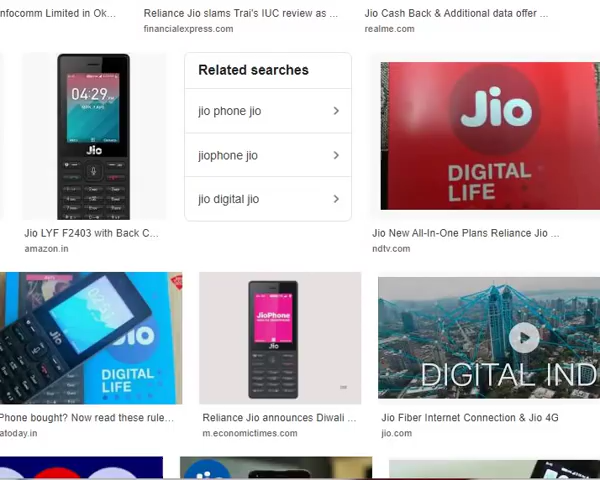 nfocomm Limited in Ok...
Reliance Jio slams Trai's IUC review as ...
financialexpress.com
Jio Cash Back & Additional data offer ...
realme.com
04:29
Jio
Related searches
jio phone jio
jiophone jio
jio digital jio
Jio
DIGITAL
LIFE
Jio LYF F2403 with Back C...
amazon.in
Jio New All-In-One Plans Reliance Jio ...
ndtv.com
Jio
Jio
DIGITAL
LIFE
JioPhone
Jio
DIGITAL IND
Phone bought? Now read these rule...
atoday.in
Reliance Jio announces Diwali ...
m.economictimes.com
Jio Fiber Internet Connection & Jio 4G
jio.com
Jio